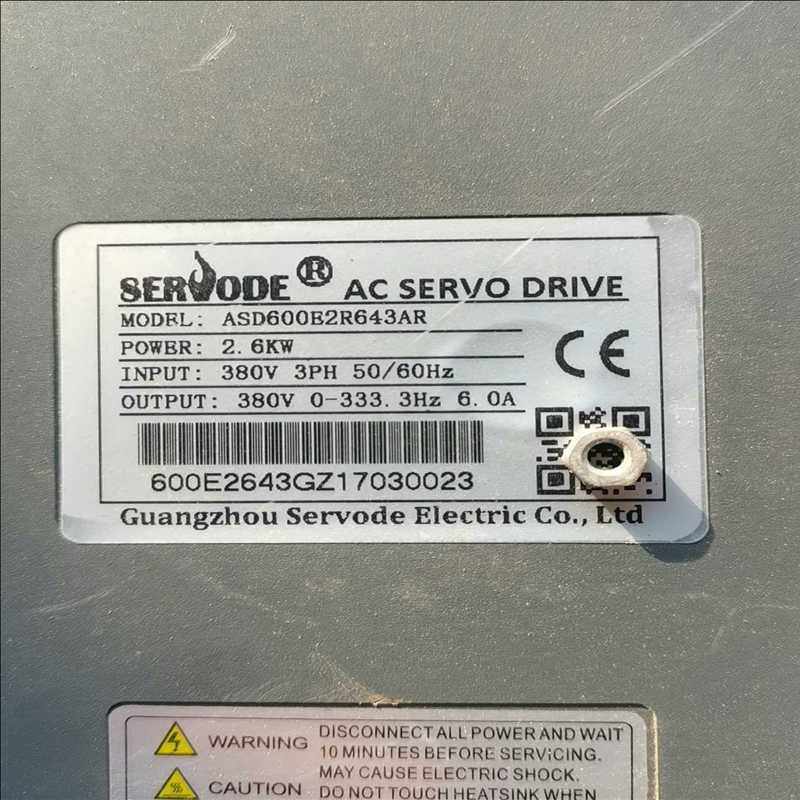 SERVODE® AC SERVO DRIVE
MODEL: ASD600E2R643AR
POWER: 2.6KW
INPUT: 380V 3PH 50/60Hz
OUTPUT: 380V 0-333.3Hz 6.0A
CE
600E2643GZ17030023
Guangzhou Servode Electric Co., Ltd
WARNING DISCONNECT ALL POWER AND WAIT
10 MINUTES BEFORE SERVICING.
MAY CAUSE ELECTRIC SHOCK.
CAUTION DO NOT TOUCH HEATSINK WHEN